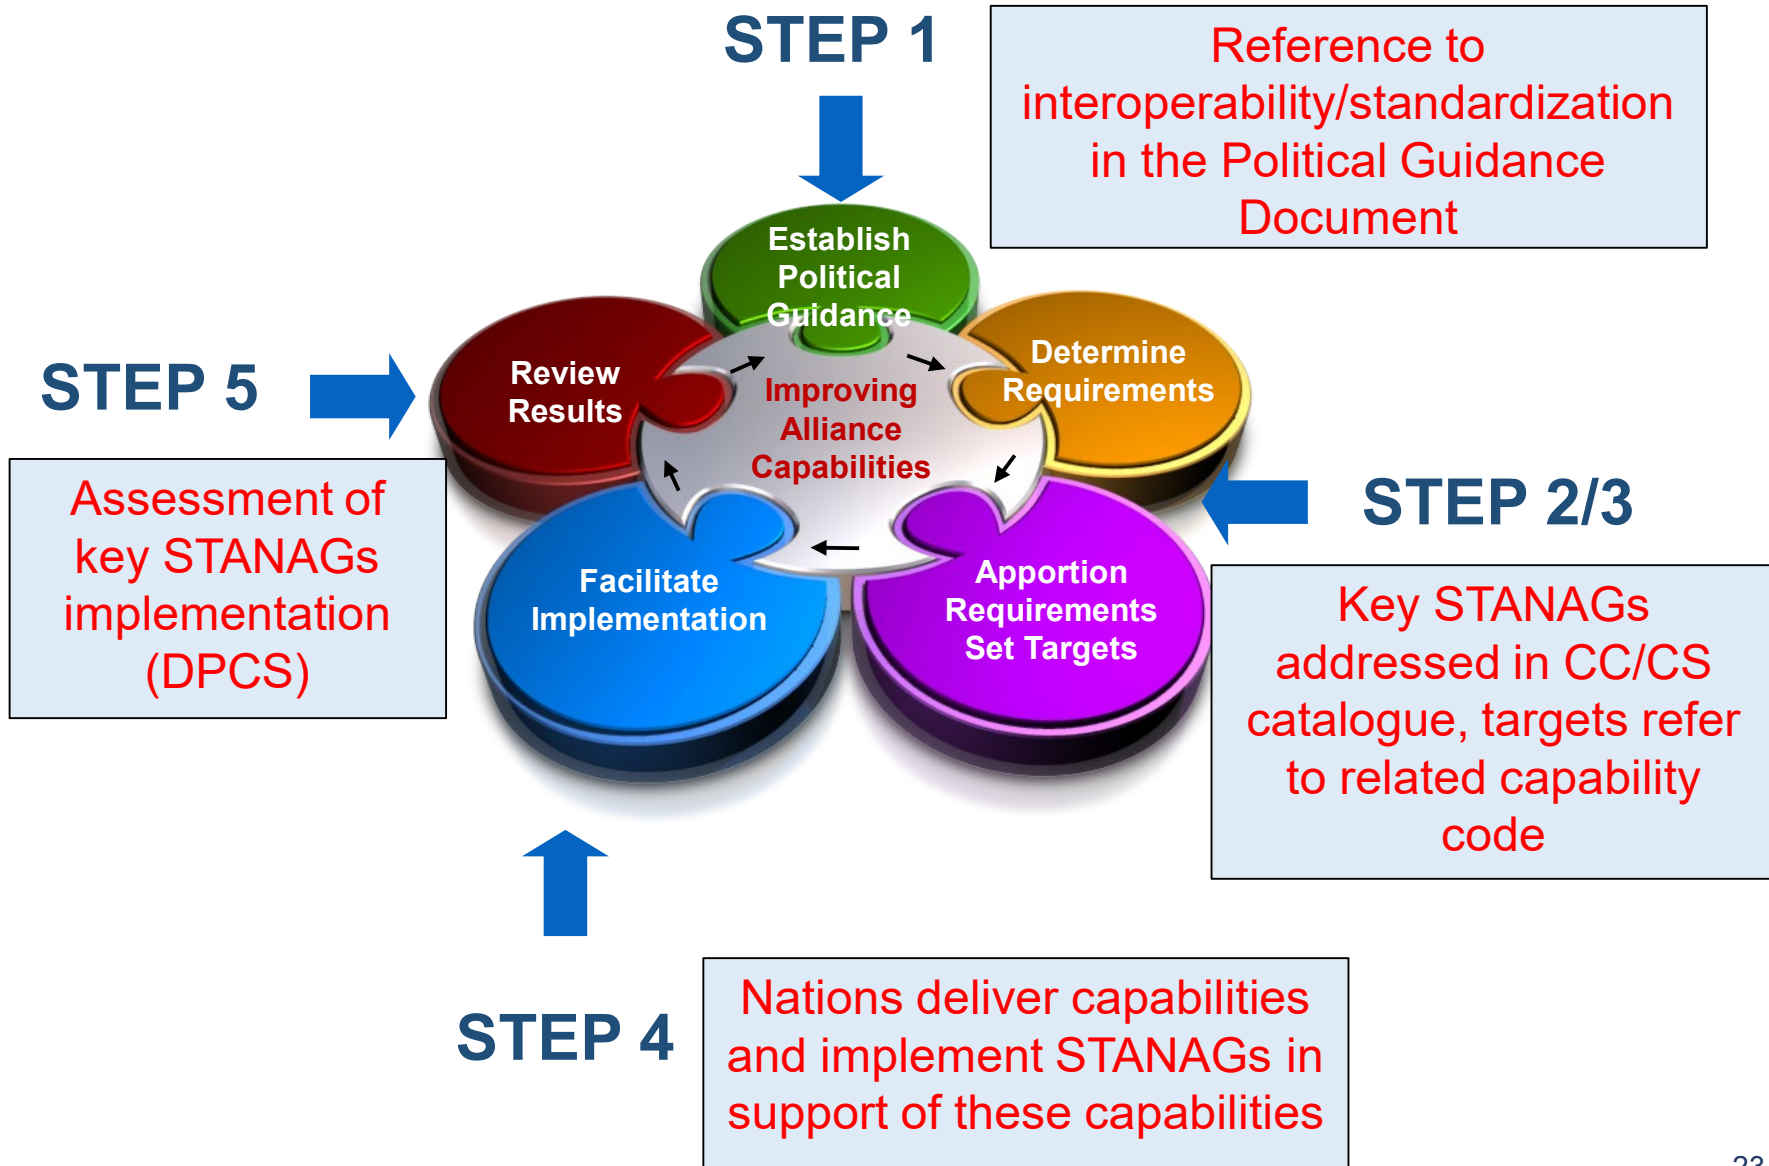 STEP 1
Reference to
interoperability/standardization
in the Political Guidance
Document
Establish
Political
Guidance
Determine
Requirements
Review
Results
Improving
Alliance
Capabilities
STEP 5
Assessment of
key STANAGs
implementation
(DPCS)
STEP 2/3
Key STANAGs
addressed in CC/CS
catalogue, targets refer
to related capability
code
Facilitate
Implementation
Apportion
Requirements
Set Targets
STEP 4
Nations deliver capabilities
and implement STANAGs in
support of these capabilities
23